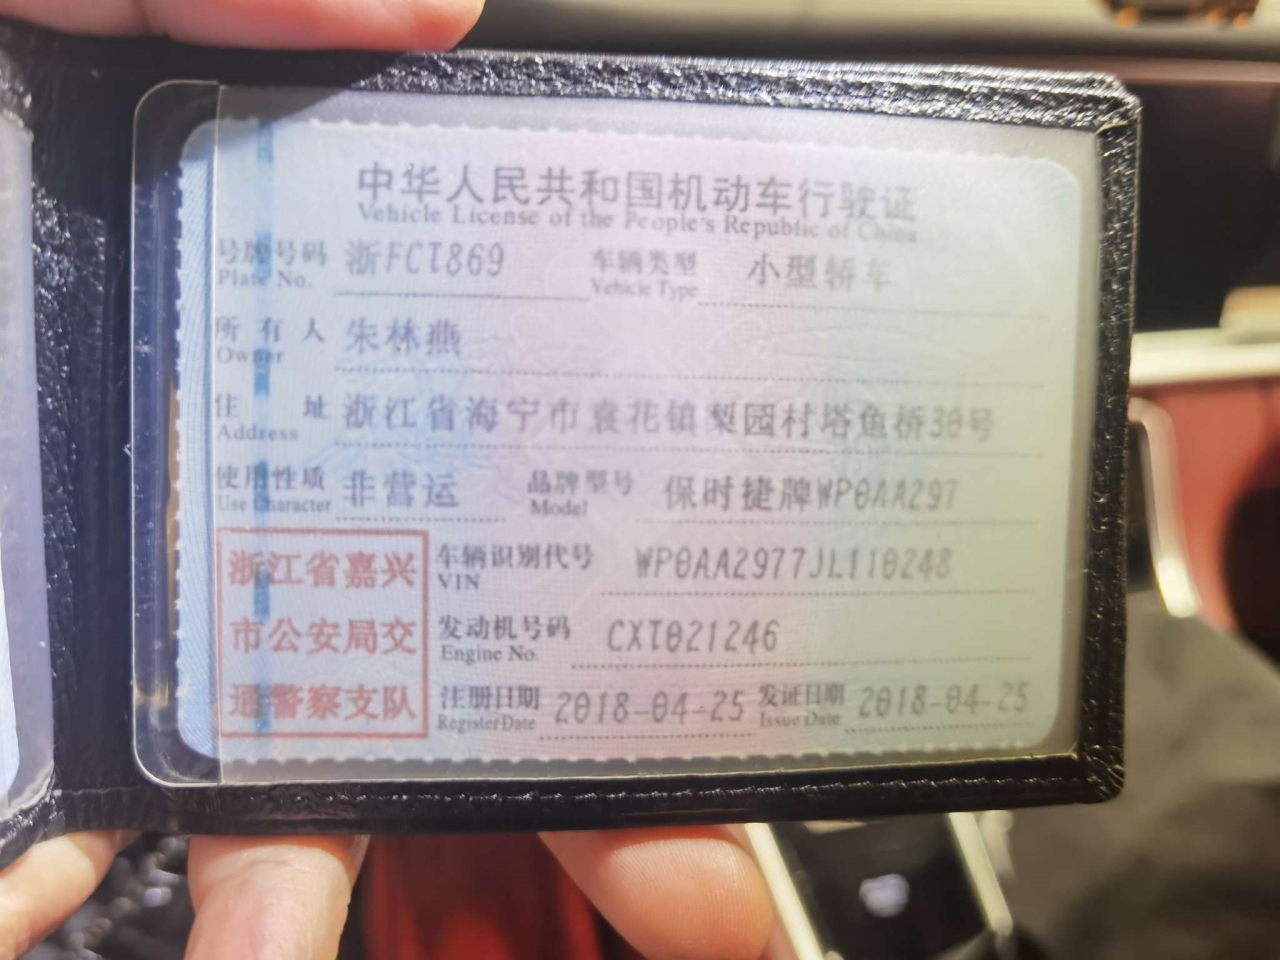 中华人民共和国机动车行驶证
Vehicle License of the People's Republic of China
号牌号码 浙FCT869 车辆类型 小型轿车
Plate No. Vehicle Type
所有人 朱林燕
Owner
住址 浙江省海宁市袁花镇梨园村塔鱼桥30号
Address
使用性质 非营运 品牌型号 保时捷牌WP0AA297
Use Character Model
浙江省嘉兴 车辆识别代号 WP0AA2977JL110248
VIN
市公安局交 发动机号码 CXT021246
Engine No.
通警察支队 注册日期 2018-04-25 发证日期 2018-04-25
Register Date Issue Date